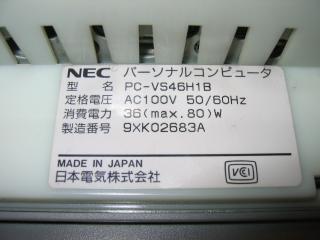 NEC パーソナルコンピュータ
型 名 PC-VS46H1B
定格電圧 AC100V 50/60Hz
消費電力 36(max.80)W
製造番号 9XK02683A
MADE IN JAPAN
日本電気株式会社
VCI